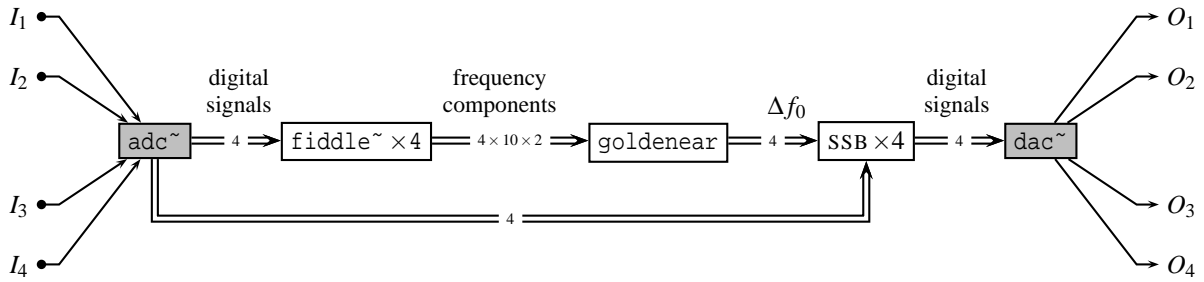 I1
I2
I3
I4
adc~
digital
signals
4
fiddle~ ×4
frequency
components
4×10×2
goldenear
Δf0
4
SSB ×4
digital
signals
4
dac~
4
O1
O2
O3
O4